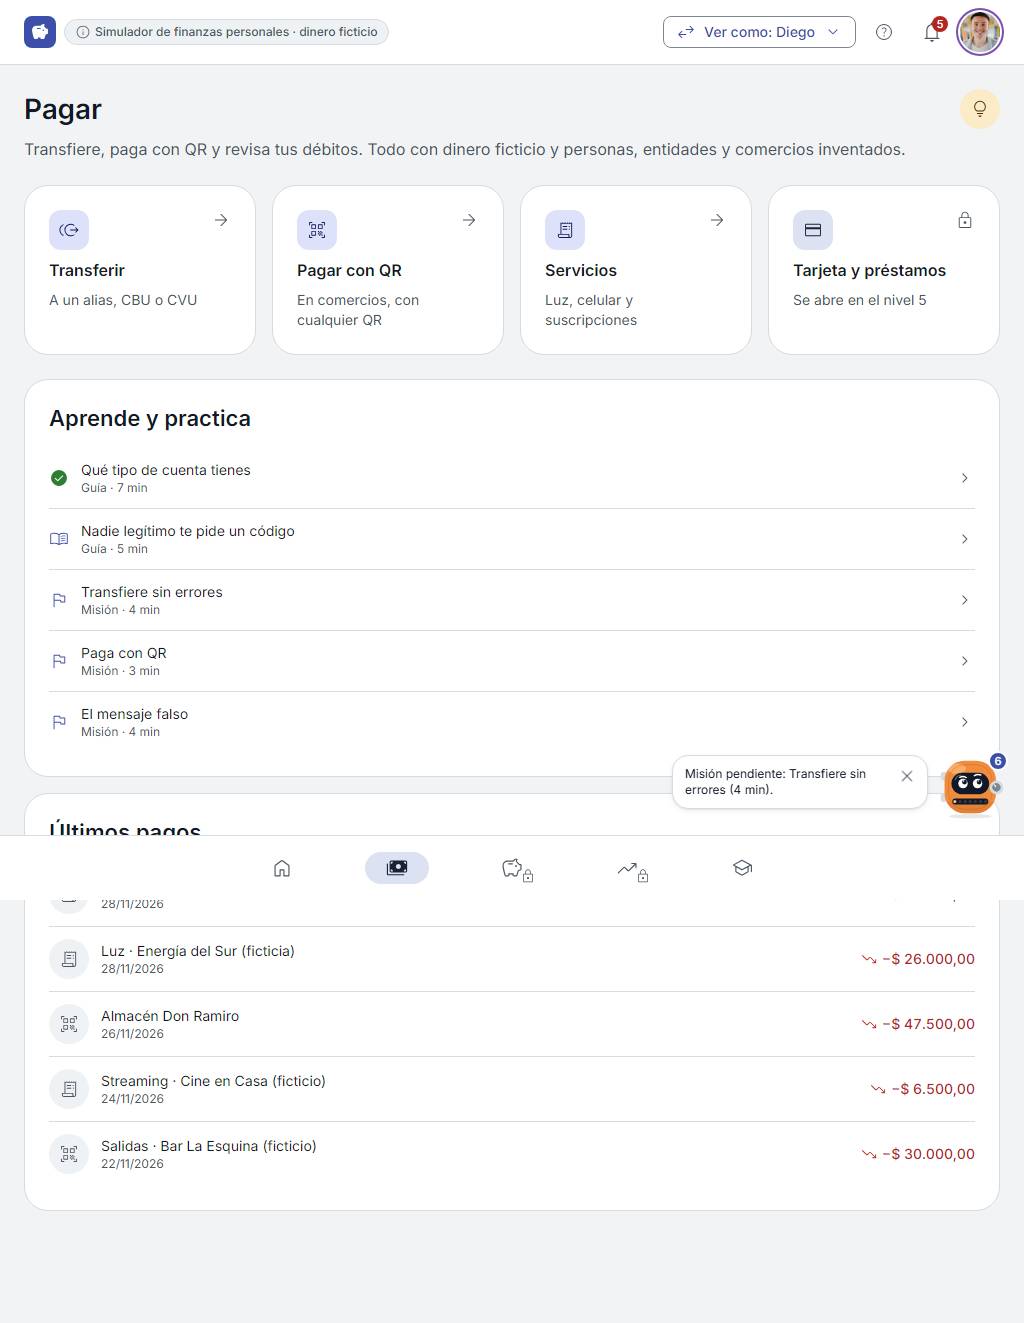 Simulador de finanzas personales · dinero ficticio
Ver como: Diego
5
Pagar
Transfiere, paga con QR y revisa tus débitos. Todo con dinero ficticio y personas, entidades y comercios inventados.
Transferir
A un alias, CBU o CVU
Pagar con QR
En comercios, con
cualquier QR
Servicios
Luz, celular y
suscripciones
Tarjeta y préstamos
Se abre en el nivel 5
Aprende y practica
Qué tipo de cuenta tienes
Guía · 7 min
Nadie legítimo te pide un código
Guía · 5 min
Transfiere sin errores
Misión · 4 min
Paga con QR
Misión · 3 min
El mensaje falso
Misión · 4 min
Misión pendiente: Transfiere sin
errores (4 min).
6
Últimos pagos
28/11/2026
Luz · Energía del Sur (ficticia)
28/11/2026
−$ 26.000,00
Almacén Don Ramiro
26/11/2026
−$ 47.500,00
Streaming · Cine en Casa (ficticio)
24/11/2026
−$ 6.500,00
Salidas · Bar La Esquina (ficticio)
22/11/2026
−$ 30.000,00